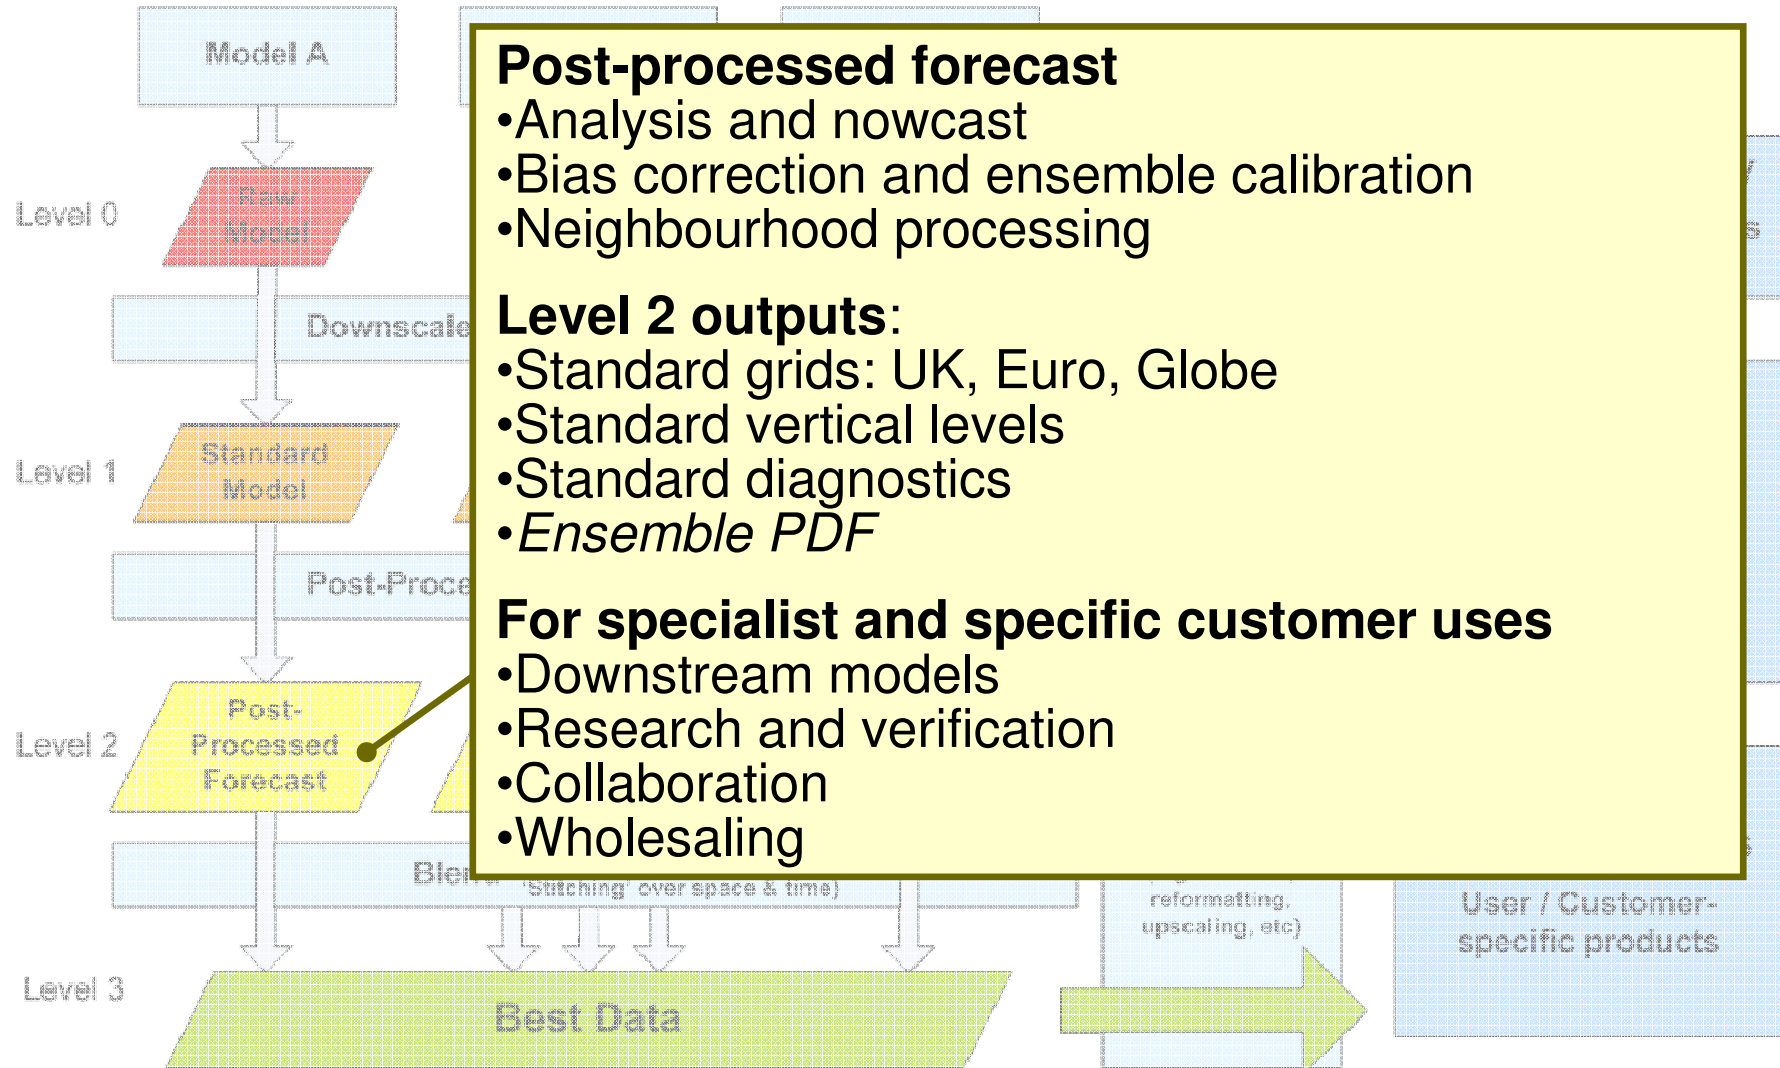 Model A
Post-processed forecast
•Analysis and nowcast
•Bias correction and ensemble calibration
•Neighbourhood processing
Level 2 outputs:
•Standard grids: UK, Euro, Globe
•Standard vertical levels
•Standard diagnostics
•Ensemble PDF
For specialist and specific customer uses
•Downstream models
•Research and verification
•Collaboration
•Wholesaling
Level 0
Raw
Model
Downscale
Level 1
Standard
Model
Level 2
Post-
Processed
Forecast
'Stitching' over space & time)
reformatting,
upscaling, etc)
User / Customer-
specific products
Level 3
Best Data